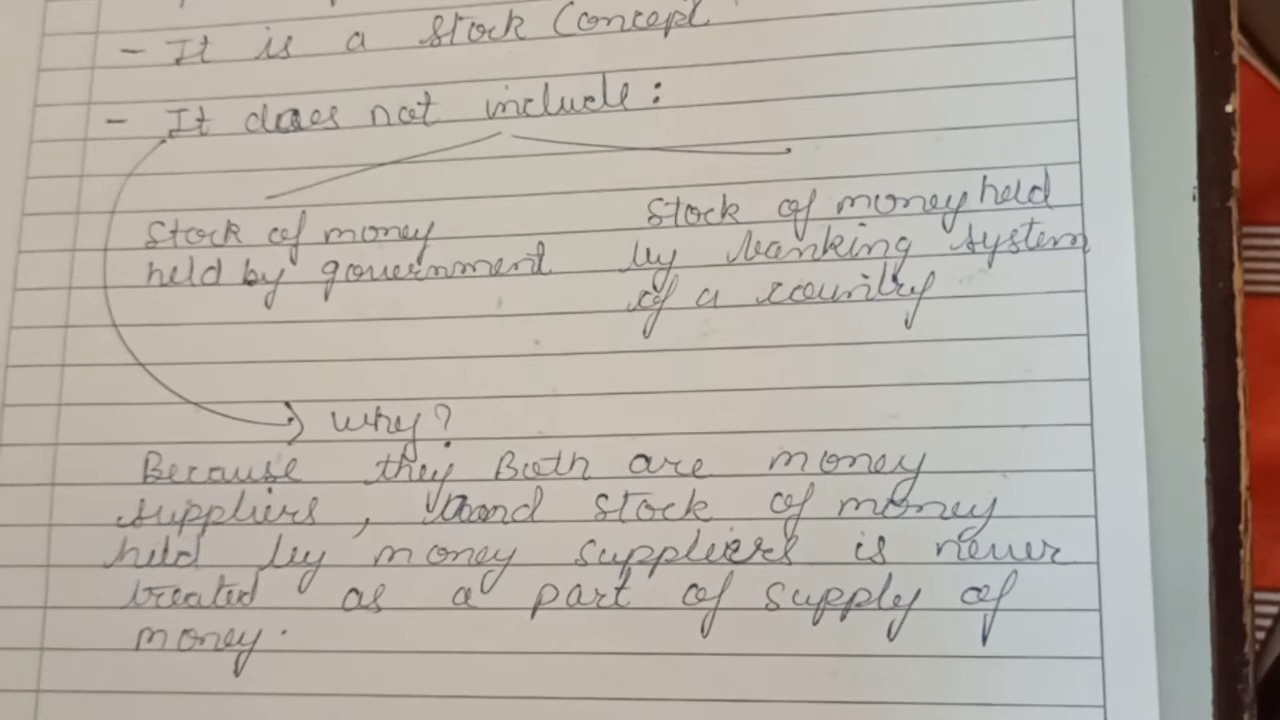 - It is a Stock Concept
- It does not include:
Stock of money
held by government
Stock of money held
by banking system
of a country
Why?
Because they Both are money
suppliers, and stock of money
held by money suppliers is never
treated as a part of supply of
money.